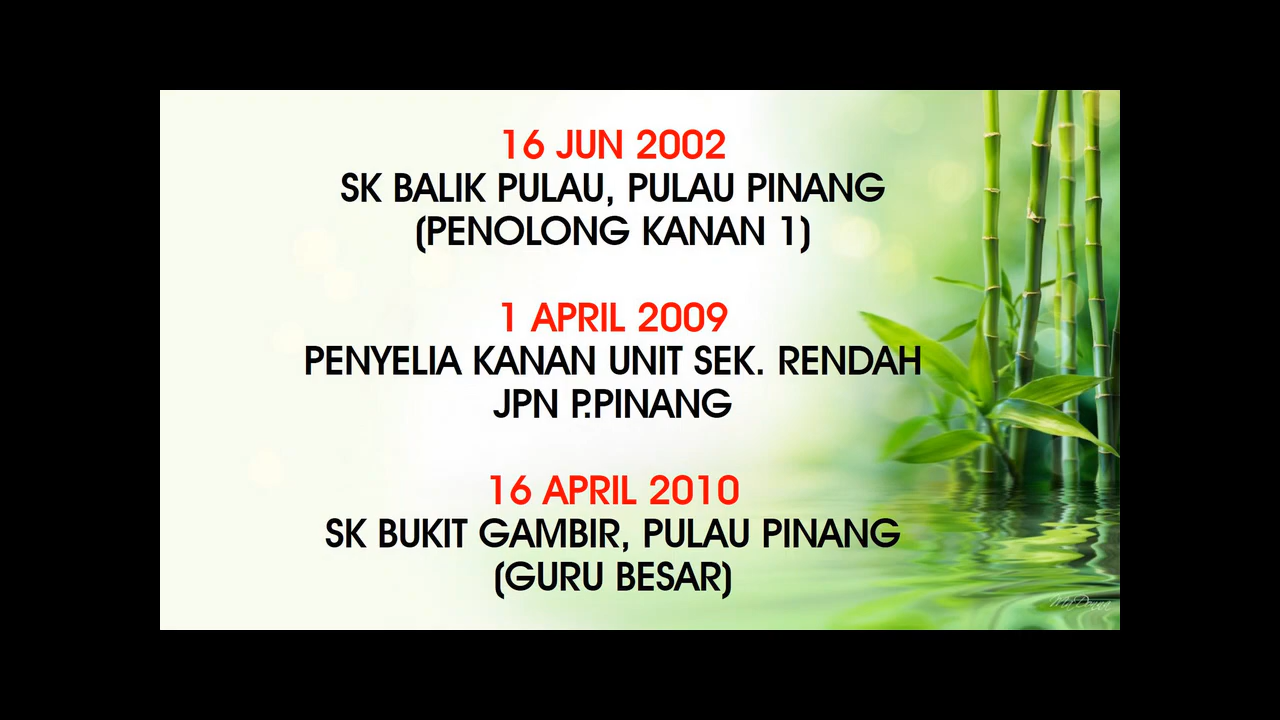 16 JUN 2002
SK BALIK PULAU, PULAU PINANG
(PENOLONG KANAN 1)
1 APRIL 2009
PENYELIA KANAN UNIT SEK. RENDAH
JPN P.PINANG
16 APRIL 2010
SK BUKIT GAMBIR, PULAU PINANG
(GURU BESAR)